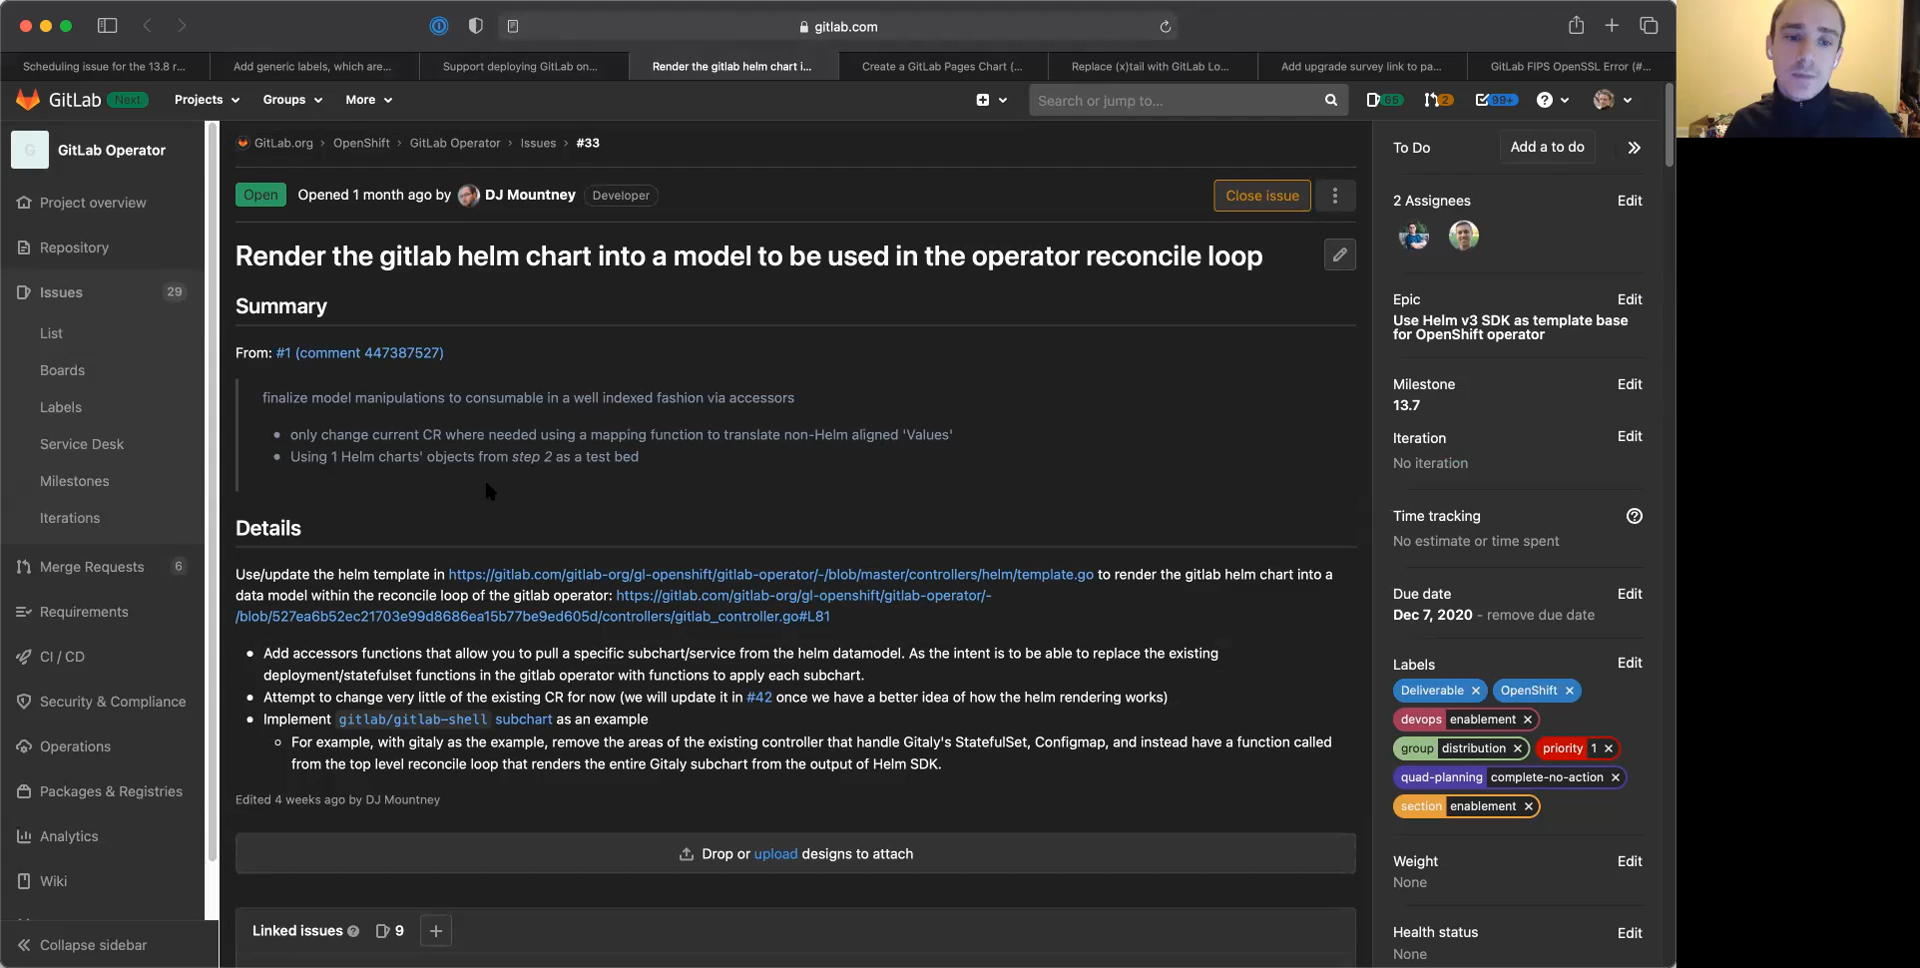 gitlab.com
Scheduling issue for the 13.8 r...
Add generic labels, which are...
Support deploying GitLab on...
Render the gitlab helm chart i...
Create a GitLab Pages Chart (...
Replace (x)tail with GitLab Lo...
Add upgrade survey link to pa...
GitLab FIPS OpenSSL Error (#...
GitLab Next Projects Groups More Search or jump to... 65 2 99+
G GitLab Operator
Project overview
Repository
Issues 29
List
Boards
Labels
Service Desk
Milestones
Iterations
Merge Requests 6
Requirements
CI / CD
Security & Compliance
Operations
Packages & Registries
Analytics
Wiki
Collapse sidebar
GitLab.org > OpenShift > GitLab Operator > Issues > #33
Open Opened 1 month ago by DJ Mountney Developer Close issue
Render the gitlab helm chart into a model to be used in the operator reconcile loop
Summary
From: #1 (comment 447387527)
finalize model manipulations to consumable in a well indexed fashion via accessors
only change current CR where needed using a mapping function to translate non-Helm aligned 'Values'
Using 1 Helm charts' objects from step 2 as a test bed
Details
Use/update the helm template in https://gitlab.com/gitlab-org/gl-openshift/gitlab-operator/-/blob/master/controllers/helm/template.go to render the gitlab helm chart into a
data model within the reconcile loop of the gitlab operator: https://gitlab.com/gitlab-org/gl-openshift/gitlab-operator/-
/blob/527ea6b52ec21703e99d8686ea15b77be9ed605d/controllers/gitlab_controller.go#L81
Add accessors functions that allow you to pull a specific subchart/service from the helm datamodel. As the intent is to be able to replace the existing
deployment/statefulset functions in the gitlab operator with functions to apply each subchart.
Attempt to change very little of the existing CR for now (we will update it in #42 once we have a better idea of how the helm rendering works)
Implement gitlab/gitlab-shell subchart as an example
For example, with gitaly as the example, remove the areas of the existing controller that handle Gitaly's StatefulSet, Configmap, and instead have a function called
from the top level reconcile loop that renders the entire Gitaly subchart from the output of Helm SDK.
Edited 4 weeks ago by DJ Mountney
Drop or upload designs to attach
Linked issues 9
To Do Add a to do
2 Assignees Edit
Epic Edit
Use Helm v3 SDK as template base
for OpenShift operator
Milestone Edit
13.7
Iteration Edit
No iteration
Time tracking
No estimate or time spent
Due date Edit
Dec 7, 2020 - remove due date
Labels Edit
Deliverable OpenShift
devops enablement
group distribution priority 1
quad-planning complete-no-action
section enablement
Weight Edit
None
Health status Edit
None